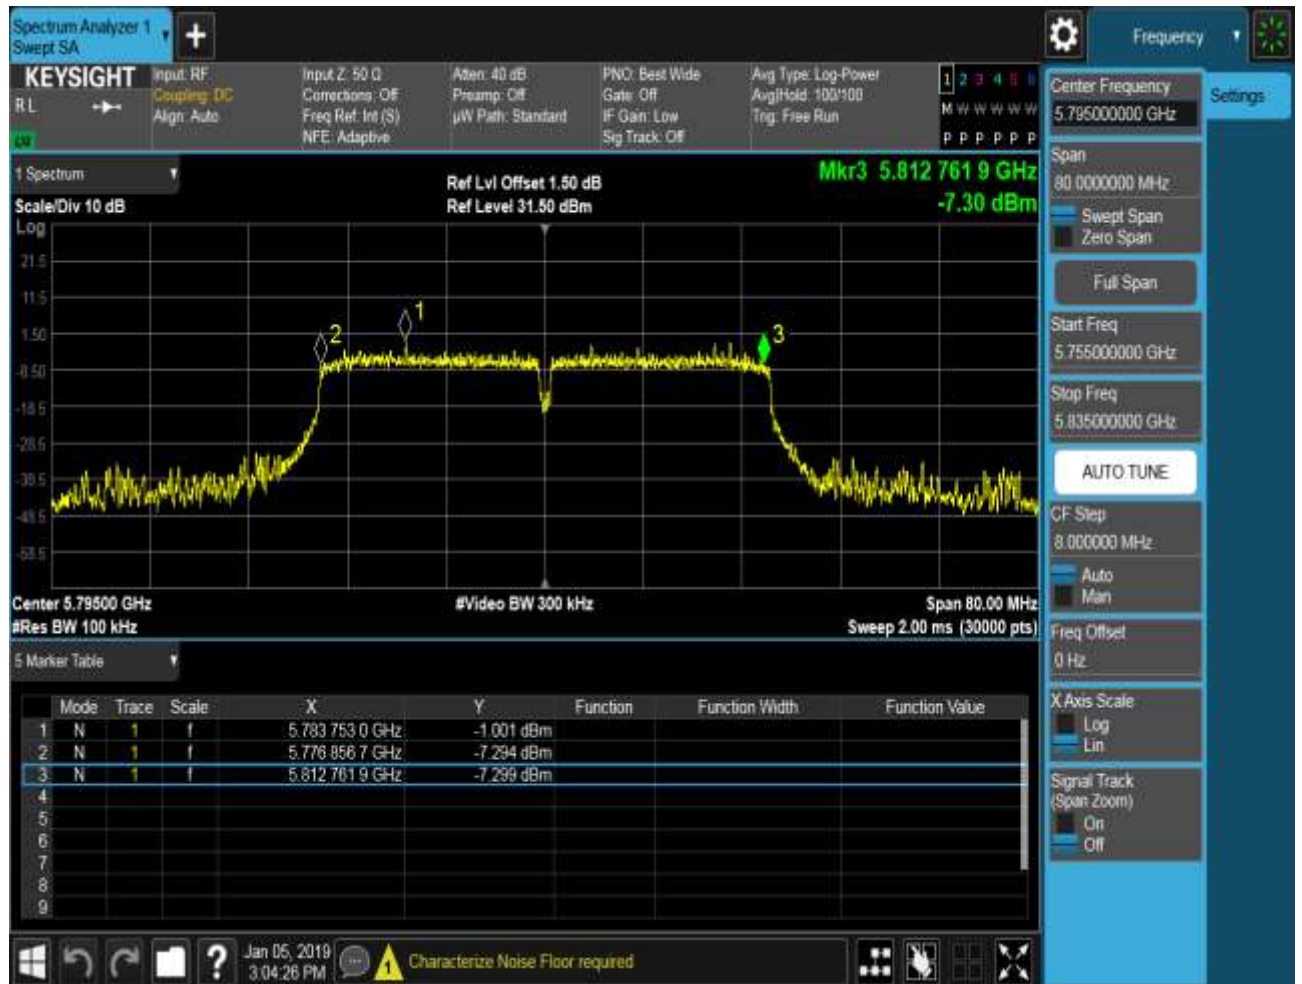 Spectrum Analyzer 1
Swept SA
+
Frequency
KEYSIGHT
RL
Input: RF
Coupling: DC
Align: Auto
Input Z: 50 Ω
Corrections: Off
Freq Ref: Int (S)
NFE: Adaptive
Atten: 40 dB
Preamp: Off
µW Path: Standard
PNO: Best Wide
Gate: Off
IF Gain: Low
Sig Track: Off
Avg Type: Log-Power
Avg|Hold: 100/100
Trig: Free Run
1 2 3 4 5 6
M W W W W W
P P P P P P
1 Spectrum
Scale/Div 10 dB
Ref Lvl Offset 1.50 dB
Ref Level 31.50 dBm
Mkr3 5.812 761 9 GHz
-7.30 dBm
Log
21.5
11.5
1.50
-8.50
-18.5
-28.5
-38.5
-48.5
-58.5
1
2
3
Center 5.79500 GHz
#Res BW 100 kHz
#Video BW 300 kHz
Span 80.00 MHz
Sweep 2.00 ms (30000 pts)
5 Marker Table
Mode Trace Scale X Y Function Function Width Function Value
1 N 1 f 5.783 753 0 GHz -1.001 dBm
2 N 1 f 5.776 856 7 GHz -7.294 dBm
3 N 1 f 5.812 761 9 GHz -7.299 dBm
4
5
6
7
8
9
Jan 05, 2019
3:04:26 PM
?
1
Characterize Noise Floor required
Settings
Center Frequency
5.795000000 GHz
Span
80.0000000 MHz
Swept Span
Zero Span
Full Span
Start Freq
5.755000000 GHz
Stop Freq
5.835000000 GHz
AUTO TUNE
CF Step
8.000000 MHz
Auto
Man
Freq Offset
0 Hz
X Axis Scale
Log
Lin
Signal Track
(Span Zoom)
On
Off